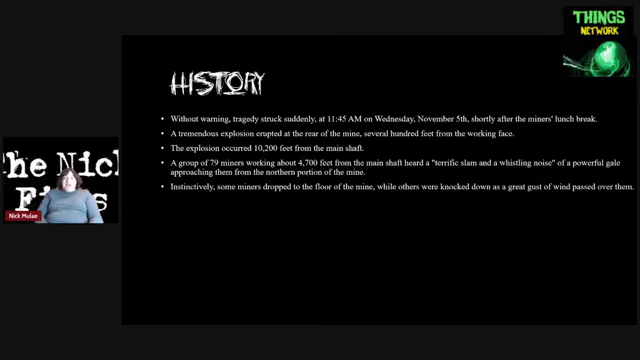 THINGS
NETWORK
HISTORY
• Without warning, tragedy struck suddenly, at 11:45 AM on Wednesday, November 5th, shortly after the miners' lunch break.
• A tremendous explosion erupted at the rear of the mine, several hundred feet from the working face.
• The explosion occurred 10,200 feet from the main shaft.
• A group of 79 miners working about 4,700 feet from the main shaft heard a "terrific slam and a whistling noise" of a powerful gale
approaching them from the northern portion of the mine.
• Instinctively, some miners dropped to the floor of the mine, while others were knocked down as a great gust of wind passed over them.
The Nick
Nick Mulae